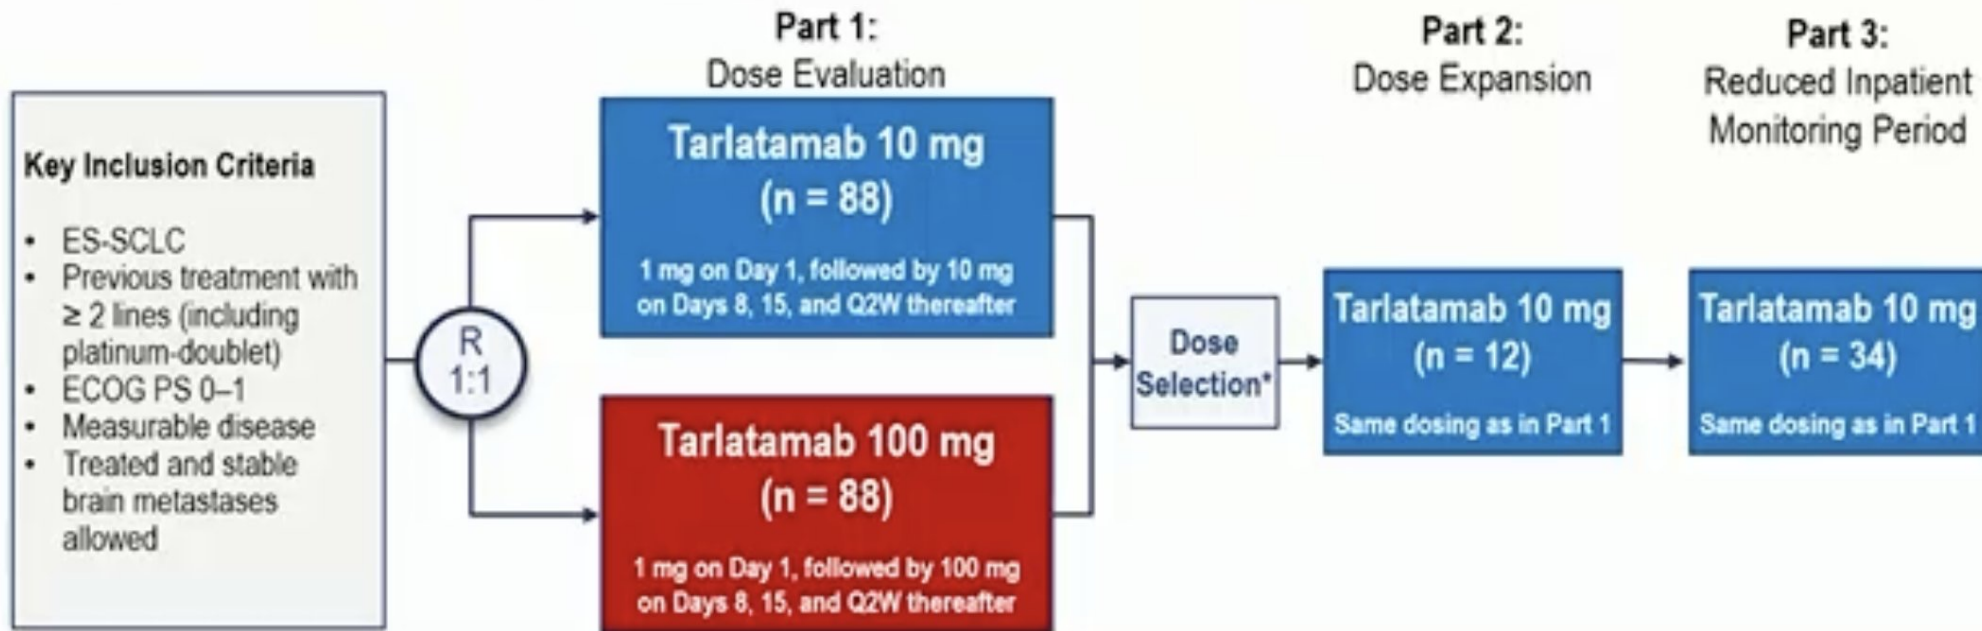 Part 1:
Dose Evaluation
Part 2:
Dose Expansion
Part 3:
Reduced Inpatient
Monitoring Period
Key Inclusion Criteria
• ES-SCLC
• Previous treatment with
≥ 2 lines (including
platinum-doublet)
• ECOG PS 0–1
• Measurable disease
• Treated and stable
brain metastases
allowed
R
1:1
Tarlatamab 10 mg
(n = 88)
1 mg on Day 1, followed by 10 mg
on Days 8, 15, and Q2W thereafter
Tarlatamab 100 mg
(n = 88)
1 mg on Day 1, followed by 100 mg
on Days 8, 15, and Q2W thereafter
Dose
Selection*
Tarlatamab 10 mg
(n = 12)
Same dosing as in Part 1
Tarlatamab 10 mg
(n = 34)
Same dosing as in Part 1